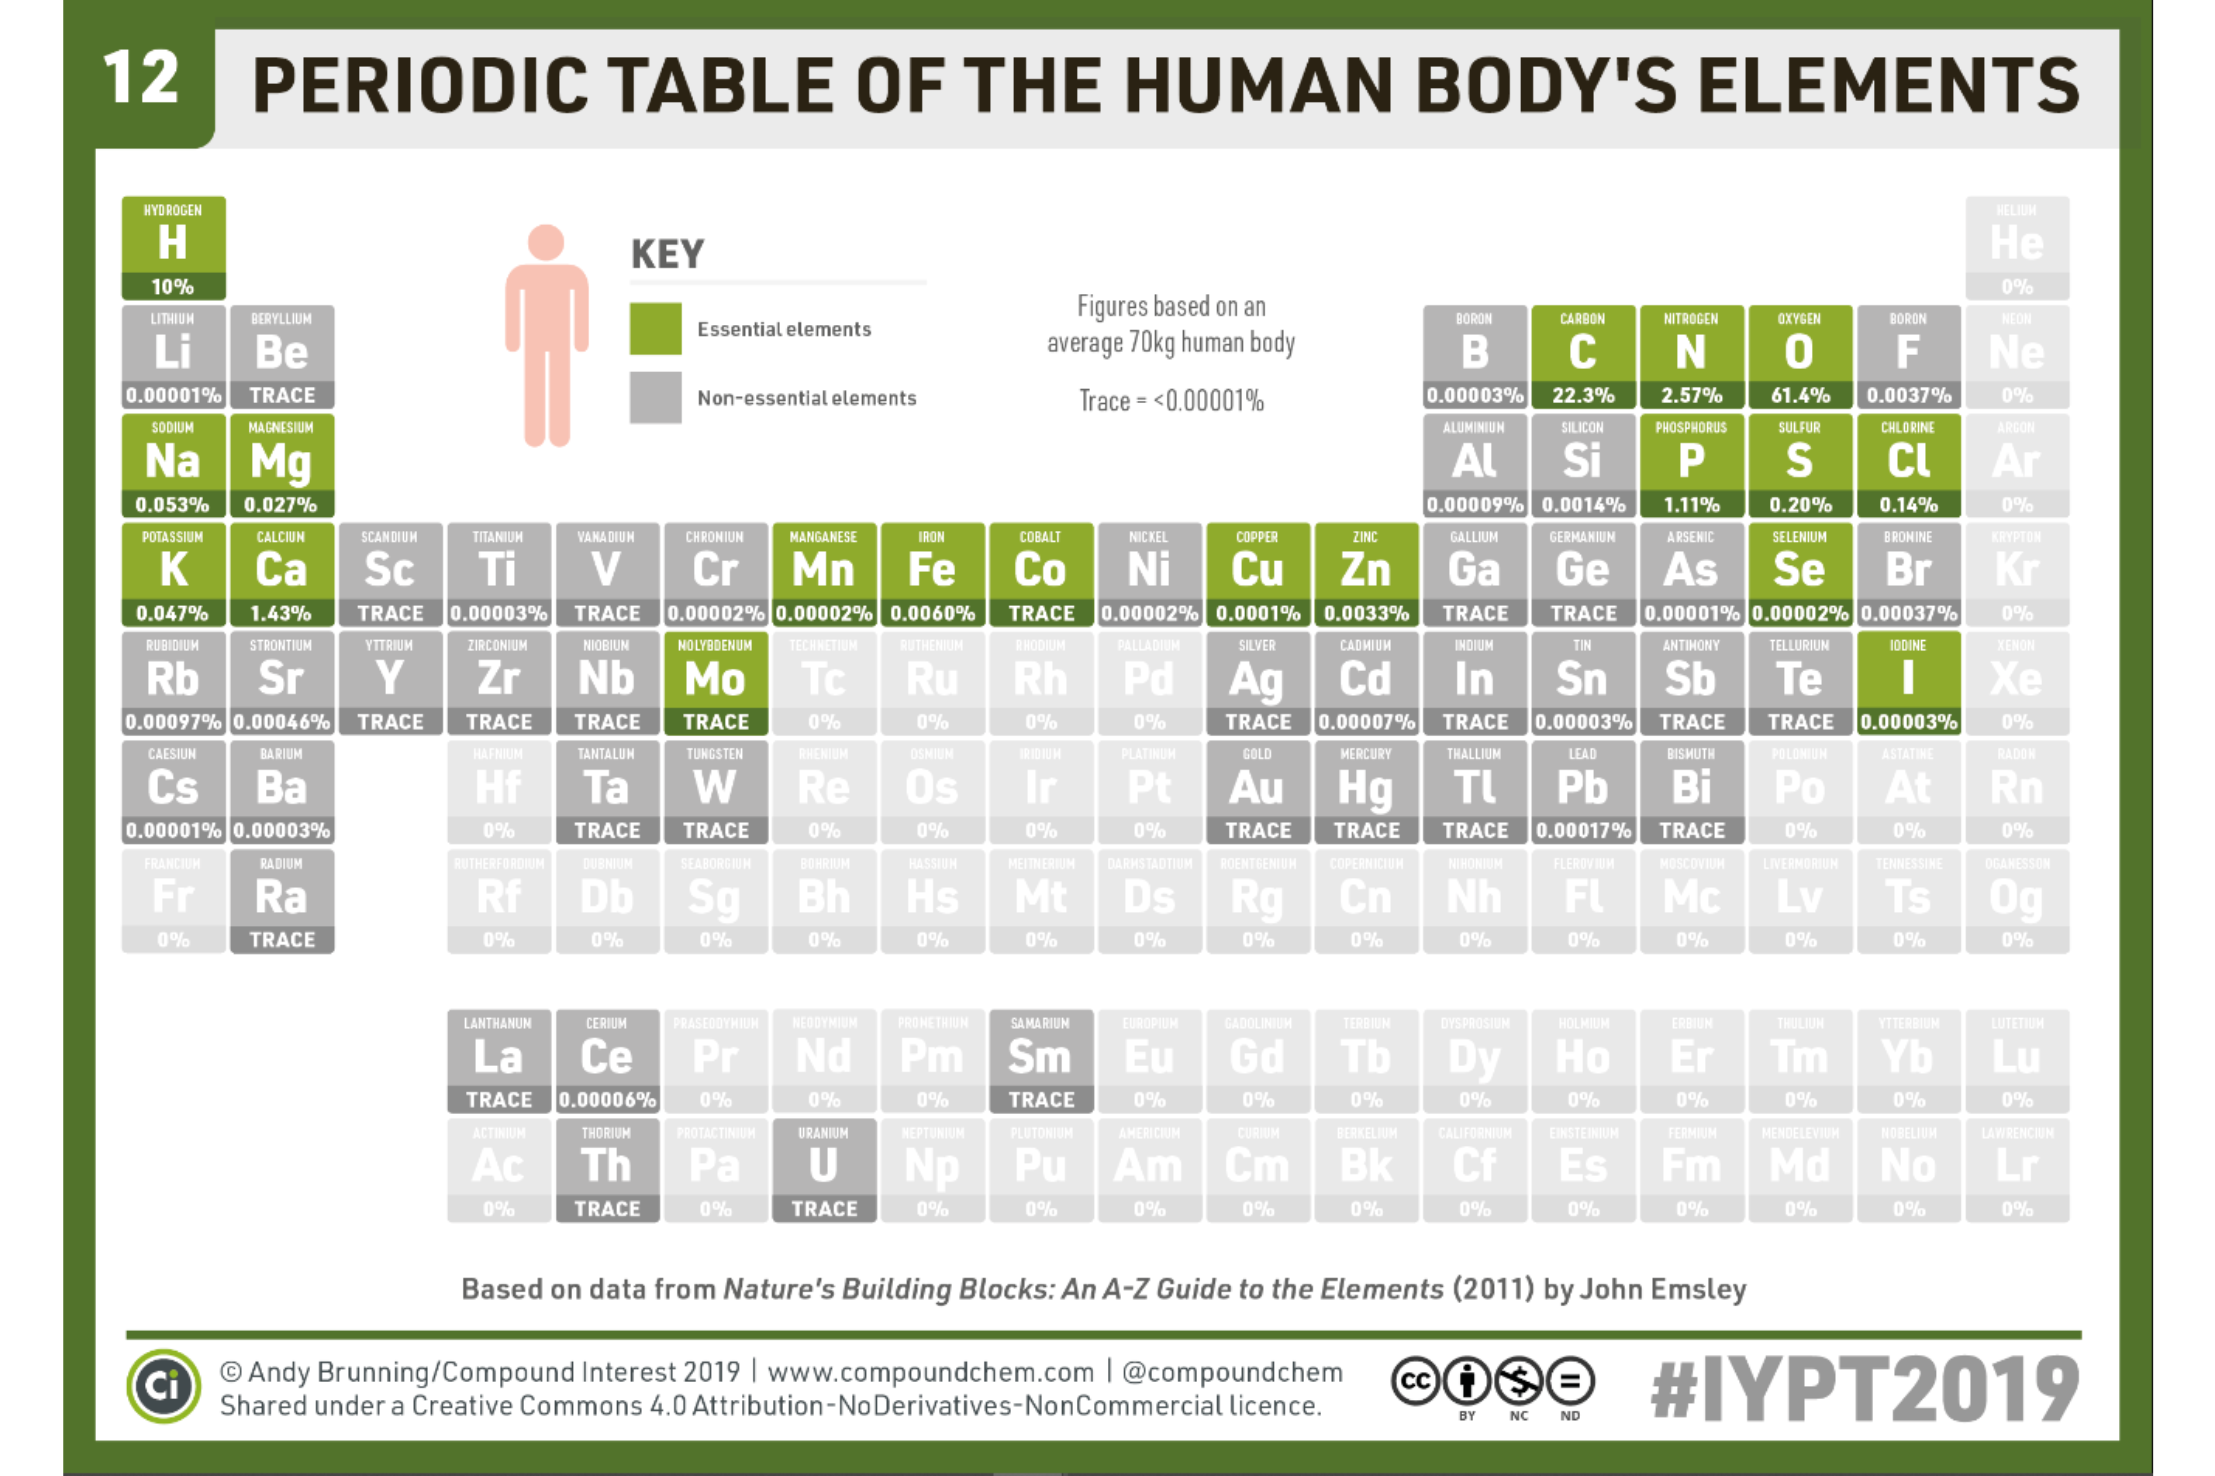 12
PERIODIC TABLE OF THE HUMAN BODY'S ELEMENTS
HYDROGEN HELIUM
H He
10% 0%
KEY
Essential elements
Non-essential elements
Figures based on an
average 70kg human body
Trace = <0.00001%
LITHIUM BERYLLIUM BORON CARBON NITROGEN OXYGEN BORON NEON
Li Be B C N O F Ne
0.00001% TRACE 0.00003% 22.3% 2.57% 61.4% 0.0037% 0%
SODIUM MAGNESIUM ALUMINIUM SILICON PHOSPHORUS SULFUR CHLORINE ARGON
Na Mg Al Si P S Cl Ar
0.053% 0.027% 0.00009% 0.0014% 1.11% 0.20% 0.14% 0%
POTASSIUM CALCIUM SCANDIUM TITANIUM VANADIUM CHROMIUM MANGANESE IRON COBALT NICKEL COPPER ZINC GALLIUM GERMANIUM ARSENIC SELENIUM BROMINE KRYPTON
K Ca Sc Ti V Cr Mn Fe Co Ni Cu Zn Ga Ge As Se Br Kr
0.047% 1.43% TRACE 0.00003% TRACE 0.00002% 0.00002% 0.0060% TRACE 0.00002% 0.0001% 0.0033% TRACE TRACE 0.00001% 0.00002% 0.00037% 0%
RUBIDIUM STRONTIUM YTTRIUM ZIRCONIUM NIOBIUM MOLYBDENUM TECHNETIUM RUTHENIUM RHODIUM PALLADIUM SILVER CADMIUM INDIUM TIN ANTIMONY TELLURIUM IODINE XENON
Rb Sr Y Zr Nb Mo Tc Ru Rh Pd Ag Cd In Sn Sb Te I Xe
0.00097% 0.00046% TRACE TRACE TRACE TRACE 0% 0% 0% 0% TRACE 0.00007% TRACE 0.00003% TRACE TRACE 0.00003% 0%
CAESIUM BARIUM HAFNIUM TANTALUM TUNGSTEN RHENIUM OSMIUM IRIDIUM PLATINUM GOLD MERCURY THALLIUM LEAD BISMUTH POLONIUM ASTATINE RADON
Cs Ba Hf Ta W Re Os Ir Pt Au Hg Tl Pb Bi Po At Rn
0.00001% 0.00003% 0% TRACE TRACE 0% 0% 0% 0% TRACE TRACE TRACE 0.00017% TRACE 0% 0% 0%
FRANCIUM RADIUM RUTHERFORDIUM DUBNIUM SEABORGIUM BOHRIUM HASSIUM MEITNERIUM DARMSTADTIUM ROENTGENIUM COPERNICIUM NIHONIUM FLEROVIUM MOSCOVIUM LIVERMORIUM TENNESSINE OGANESSON
Fr Ra Rf Db Sg Bh Hs Mt Ds Rg Cn Nh Fl Mc Lv Ts Og
0% TRACE 0% 0% 0% 0% 0% 0% 0% 0% 0% 0% 0% 0% 0% 0% 0%
LANTHANUM CERIUM PRASEODYMIUM NEODYMIUM PROMETHIUM SAMARIUM EUROPIUM GADOLINIUM TERBIUM DYSPROSIUM HOLMIUM ERBIUM THULIUM YTTERBIUM LUTETIUM
La Ce Pr Nd Pm Sm Eu Gd Tb Dy Ho Er Tm Yb Lu
TRACE 0.00006% 0% 0% 0% TRACE 0% 0% 0% 0% 0% 0% 0% 0% 0%
ACTINIUM THORIUM PROTACTINIUM URANIUM NEPTUNIUM PLUTONIUM AMERICIUM CURIUM BERKELIUM CALIFORNIUM EINSTEINIUM FERMIUM MENDELEVIUM NOBELIUM LAWRENCIUM
Ac Th Pa U Np Pu Am Cm Bk Cf Es Fm Md No Lr
0% TRACE 0% TRACE 0% 0% 0% 0% 0% 0% 0% 0% 0% 0% 0%
Based on data from Nature's Building Blocks: An A-Z Guide to the Elements (2011) by John Emsley
Ci
© Andy Brunning/Compound Interest 2019 | www.compoundchem.com | @compoundchem
Shared under a Creative Commons 4.0 Attribution-NoDerivatives-NonCommercial licence.
cc
BY NC ND
#IYPT2019